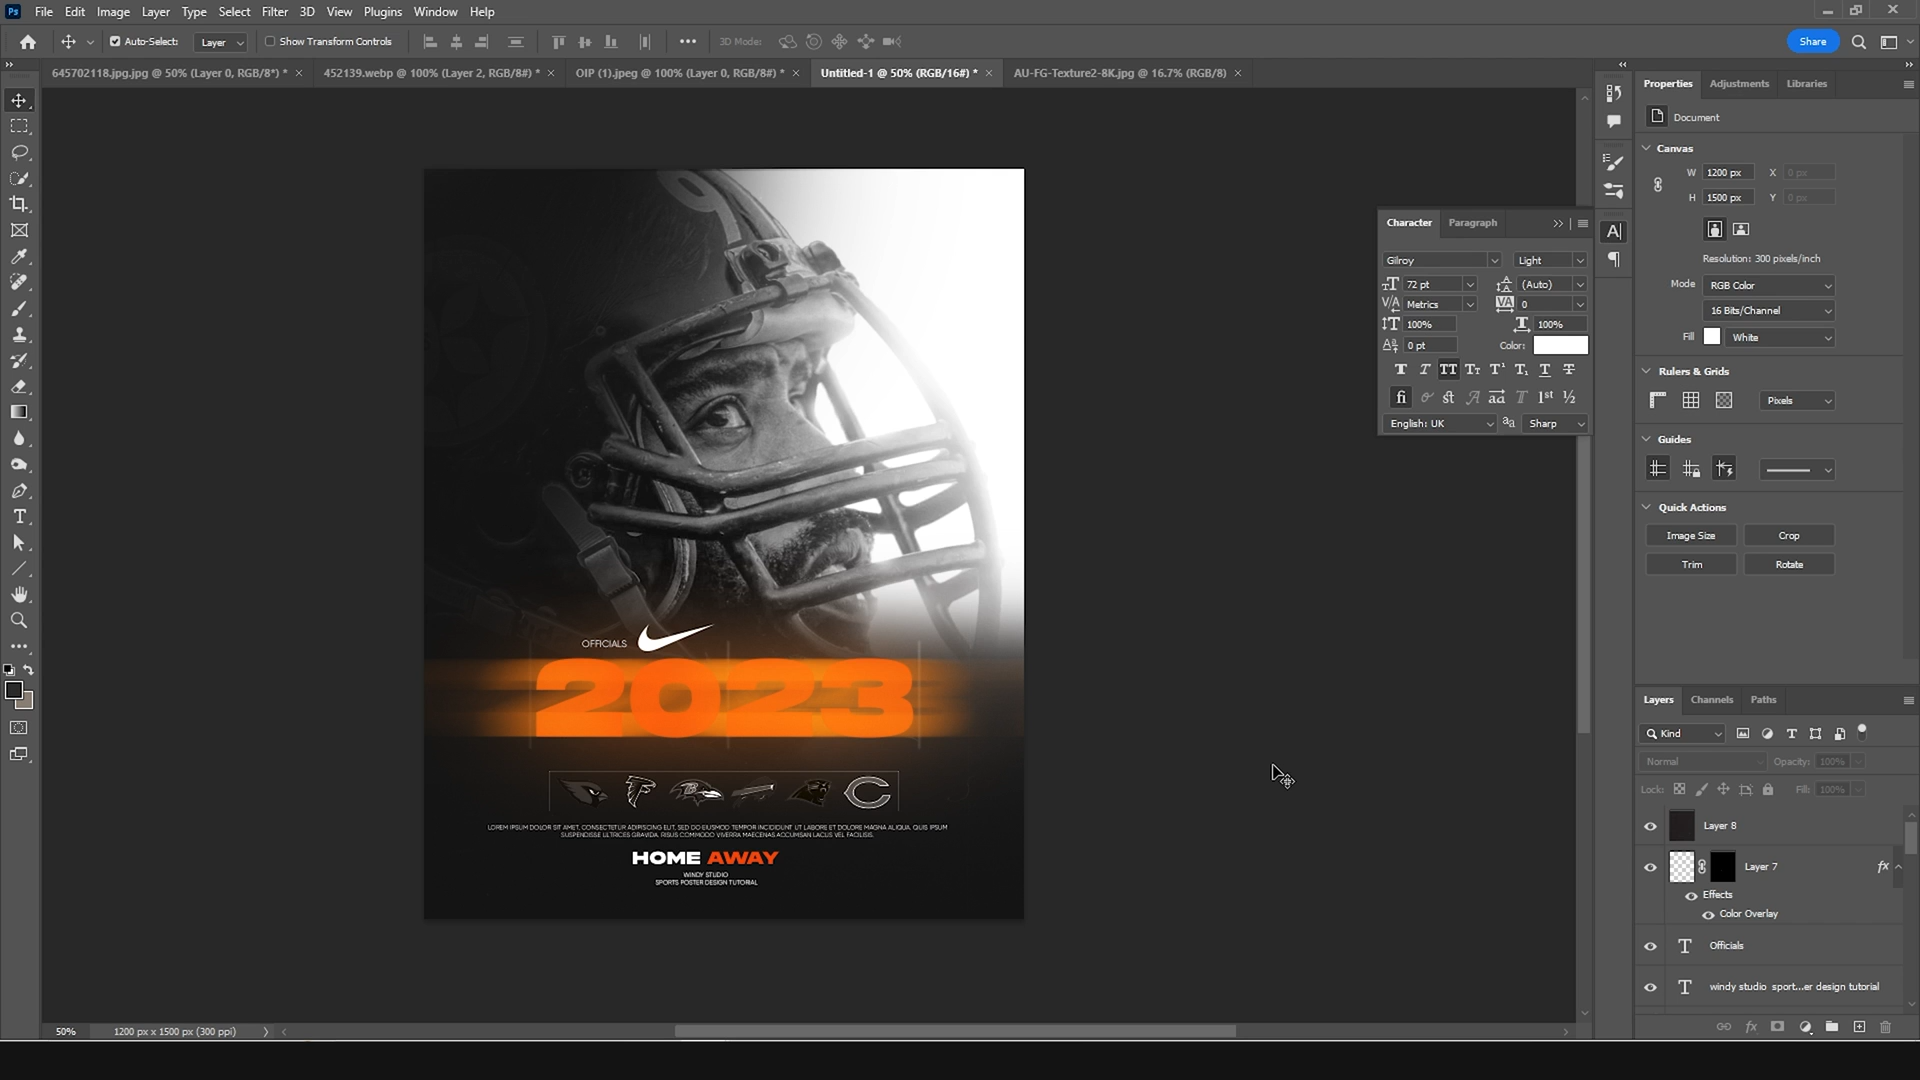 Ps File Edit Image Layer Type Select Filter 3D View Plugins Window Help
Auto-Select: Layer Show Transform Controls 3D Mode: Share
645702118.jpg.jpg @ 50% (Layer 0, RGB/8*) * 452139.webp @ 100% (Layer 2, RGB/8#) * OIP (1).jpeg @ 100% (Layer 0, RGB/8#) * Untitled-1 @ 50% (RGB/16#) * AU-FG-Texture2-8K.jpg @ 16.7% (RGB/8)
Properties Adjustments Libraries
Document
Canvas
W 1200 px X 0 px
H 1500 px Y 0 px
Resolution: 300 pixels/inch
Mode RGB Color
16 Bits/Channel
Fill White
Rulers & Grids
Pixels
Guides
Quick Actions
Image Size Crop
Trim Rotate
Character Paragraph
Gilroy Light
72 pt (Auto)
Metrics 0
100% 100%
0 pt Color:
English: UK Sharp
9
OFFICIALS
2023
LOREM IPSUM DOLOR SIT AMET, CONSECTETUR ADIPISCING ELIT, SED DO EIUSMOD TEMPOR INCIDIDUNT UT LABORE ET DOLORE MAGNA ALIQUA. QUIS IPSUM
SUSPENDISSE ULTRICES GRAVIDA. RISUS COMMODO VIVERRA MAECENAS ACCUMSAN LACUS VEL FACILISIS.
HOME AWAY
WINDY STUDIO
SPORTS POSTER DESIGN TUTORIAL
Layers Channels Paths
Kind
Normal Opacity: 100%
Lock: Fill: 100%
Layer 8
Layer 7 fx
Effects
Color Overlay
Officials
windy studio sport...er design tutorial
50% 1200 px x 1500 px (300 ppi)